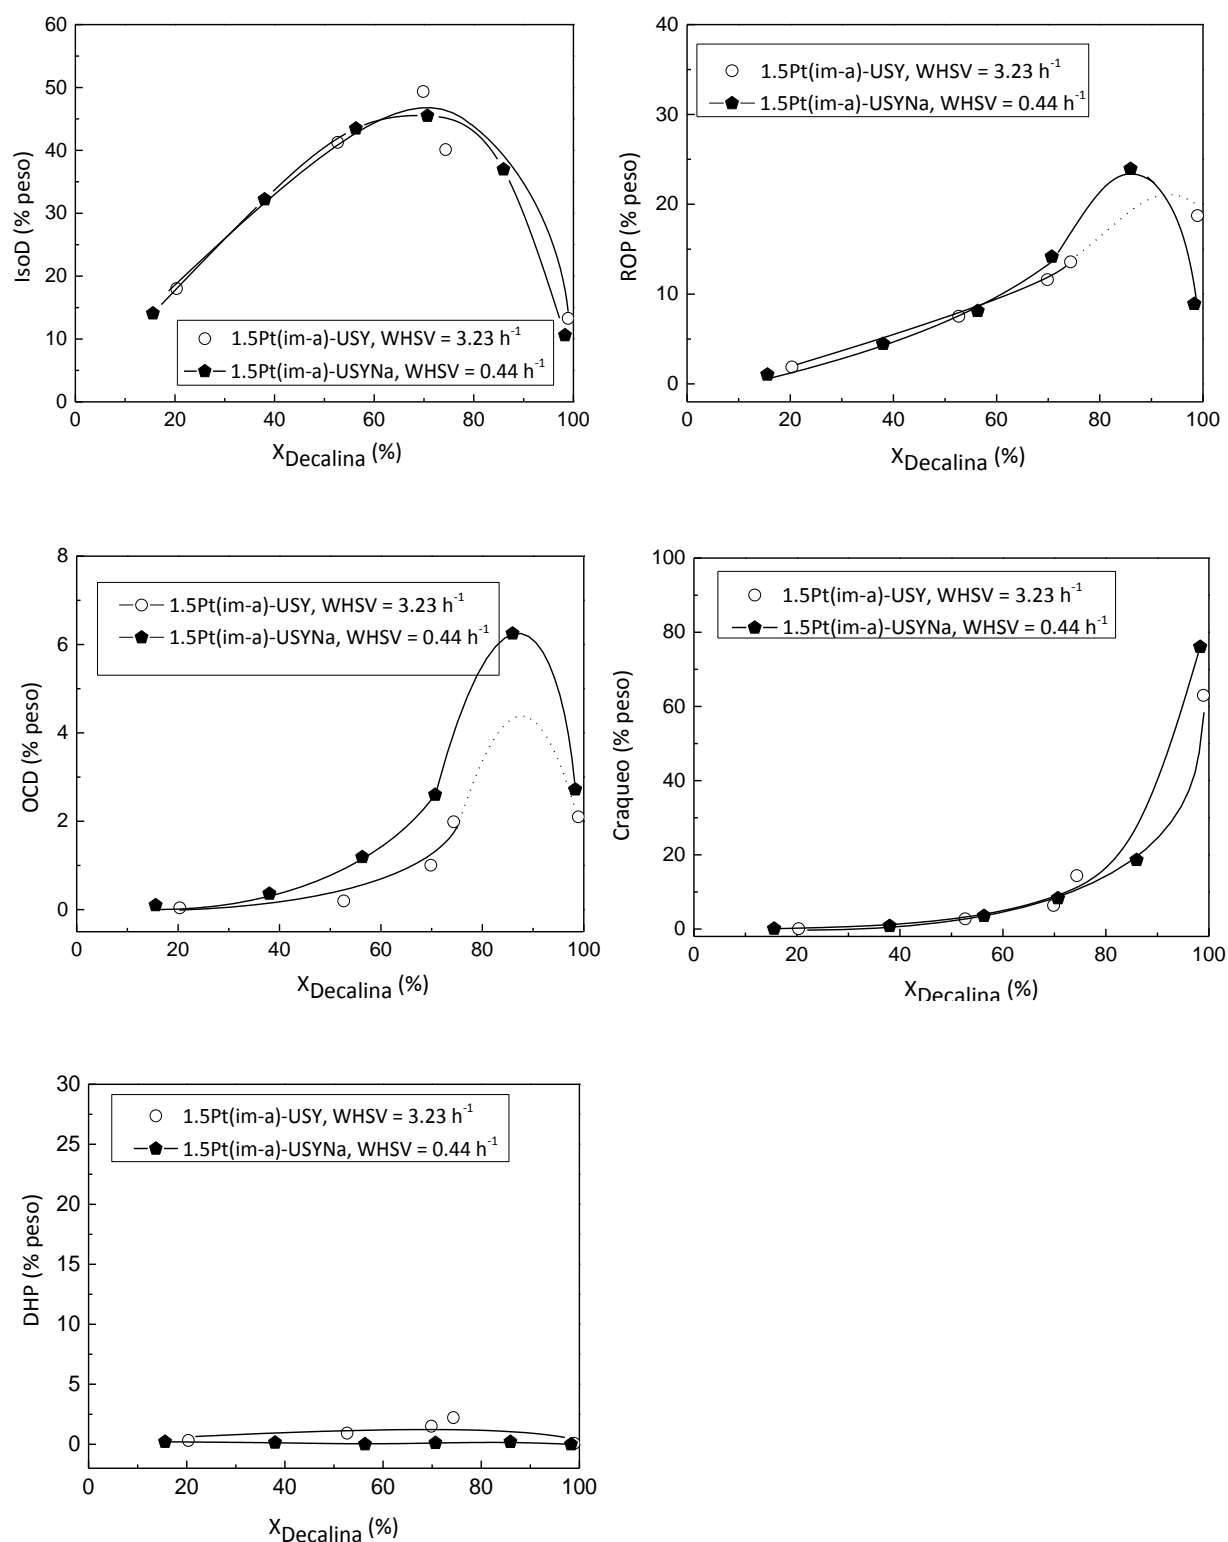 60
50
40
30
20
10
0
IsoD (% peso)
1.5Pt(im-a)-USY, WHSV = 3.23 h⁻¹
1.5Pt(im-a)-USYNa, WHSV = 0.44 h⁻¹
0 20 40 60 80 100
XDecalina (%)
40
30
20
10
0
ROP (% peso)
1.5Pt(im-a)-USY, WHSV = 3.23 h⁻¹
1.5Pt(im-a)-USYNa, WHSV = 0.44 h⁻¹
0 20 40 60 80 100
XDecalina (%)
8
6
4
2
0
OCD (% peso)
1.5Pt(im-a)-USY, WHSV = 3.23 h⁻¹
1.5Pt(im-a)-USYNa, WHSV = 0.44 h⁻¹
0 20 40 60 80 100
XDecalina (%)
100
80
60
40
20
0
Craqueo (% peso)
1.5Pt(im-a)-USY, WHSV = 3.23 h⁻¹
1.5Pt(im-a)-USYNa, WHSV = 0.44 h⁻¹
0 20 40 60 80 100
XDecalina (%)
30
25
20
15
10
5
0
DHP (% peso)
1.5Pt(im-a)-USY, WHSV = 3.23 h⁻¹
1.5Pt(im-a)-USYNa, WHSV = 0.44 h⁻¹
0 20 40 60 80 100
XDecalina (%)